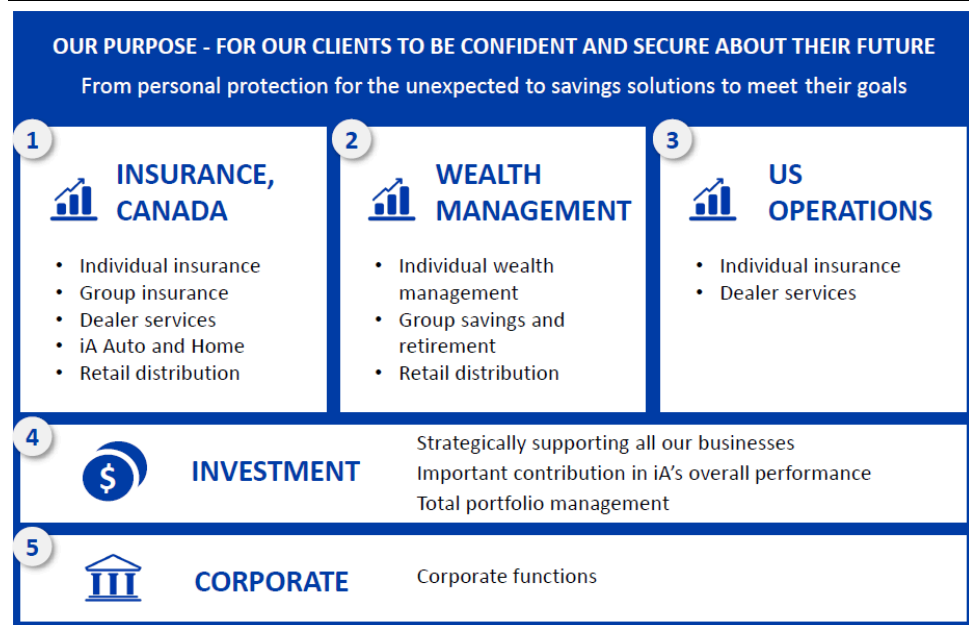 OUR PURPOSE - FOR OUR CLIENTS TO BE CONFIDENT AND SECURE ABOUT THEIR FUTURE
From personal protection for the unexpected to savings solutions to meet their goals
1
INSURANCE,
CANADA
• Individual insurance
• Group insurance
• Dealer services
• iA Auto and Home
• Retail distribution
2
WEALTH
MANAGEMENT
• Individual wealth
management
• Group savings and
retirement
• Retail distribution
3
US
OPERATIONS
• Individual insurance
• Dealer services
4
$
INVESTMENT
Strategically supporting all our businesses
Important contribution in iA's overall performance
Total portfolio management
5
CORPORATE
Corporate functions